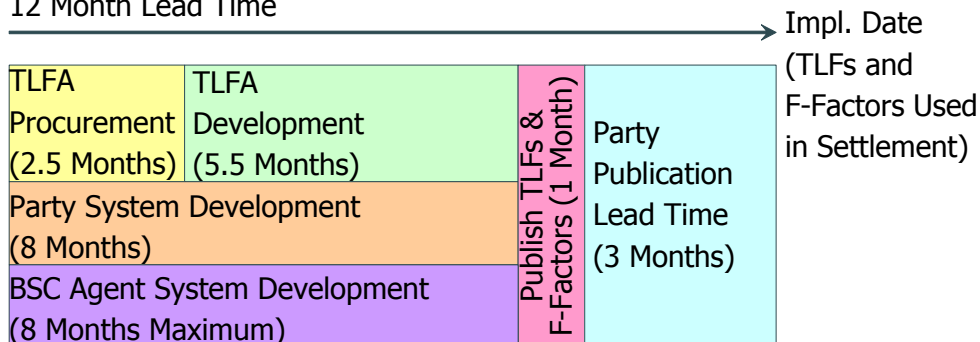 12 Month Lead Time
Impl. Date
(TLFs and
F-Factors Used
in Settlement)
TLFA
Procurement
(2.5 Months)
TLFA
Development
(5.5 Months)
Party System Development
(8 Months)
BSC Agent System Development
(8 Months Maximum)
Publish TLFs &
F-Factors (1 Month)
Party
Publication
Lead Time
(3 Months)